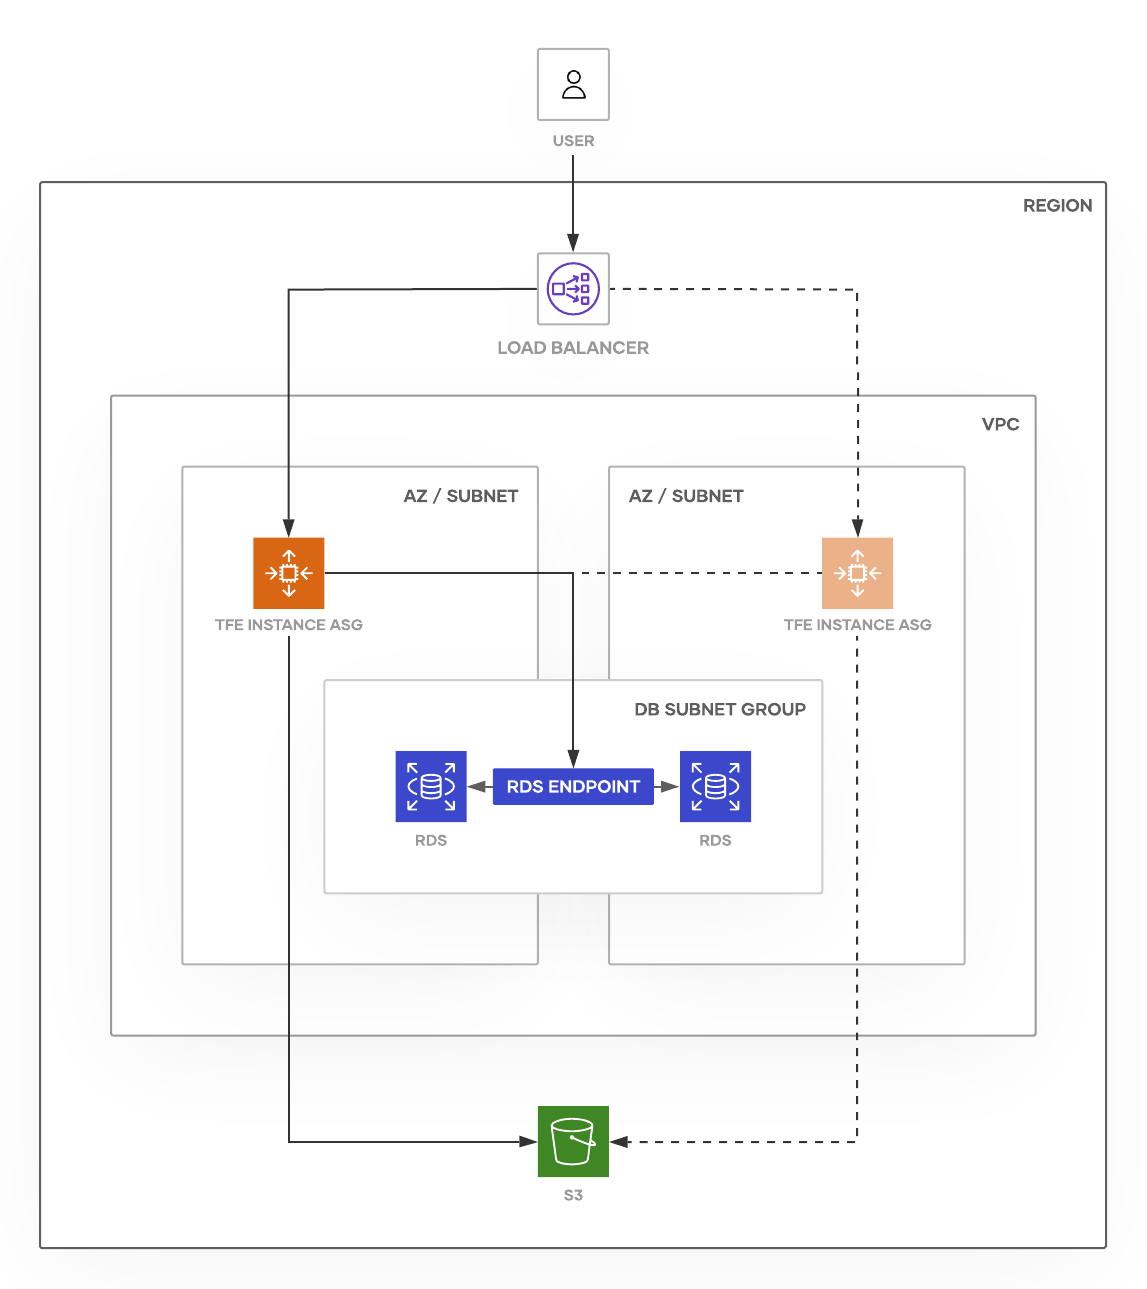 USER
REGION
LOAD BALANCER
VPC
AZ / SUBNET
AZ / SUBNET
TFE INSTANCE ASG
TFE INSTANCE ASG
DB SUBNET GROUP
RDS ENDPOINT
RDS
RDS
S3